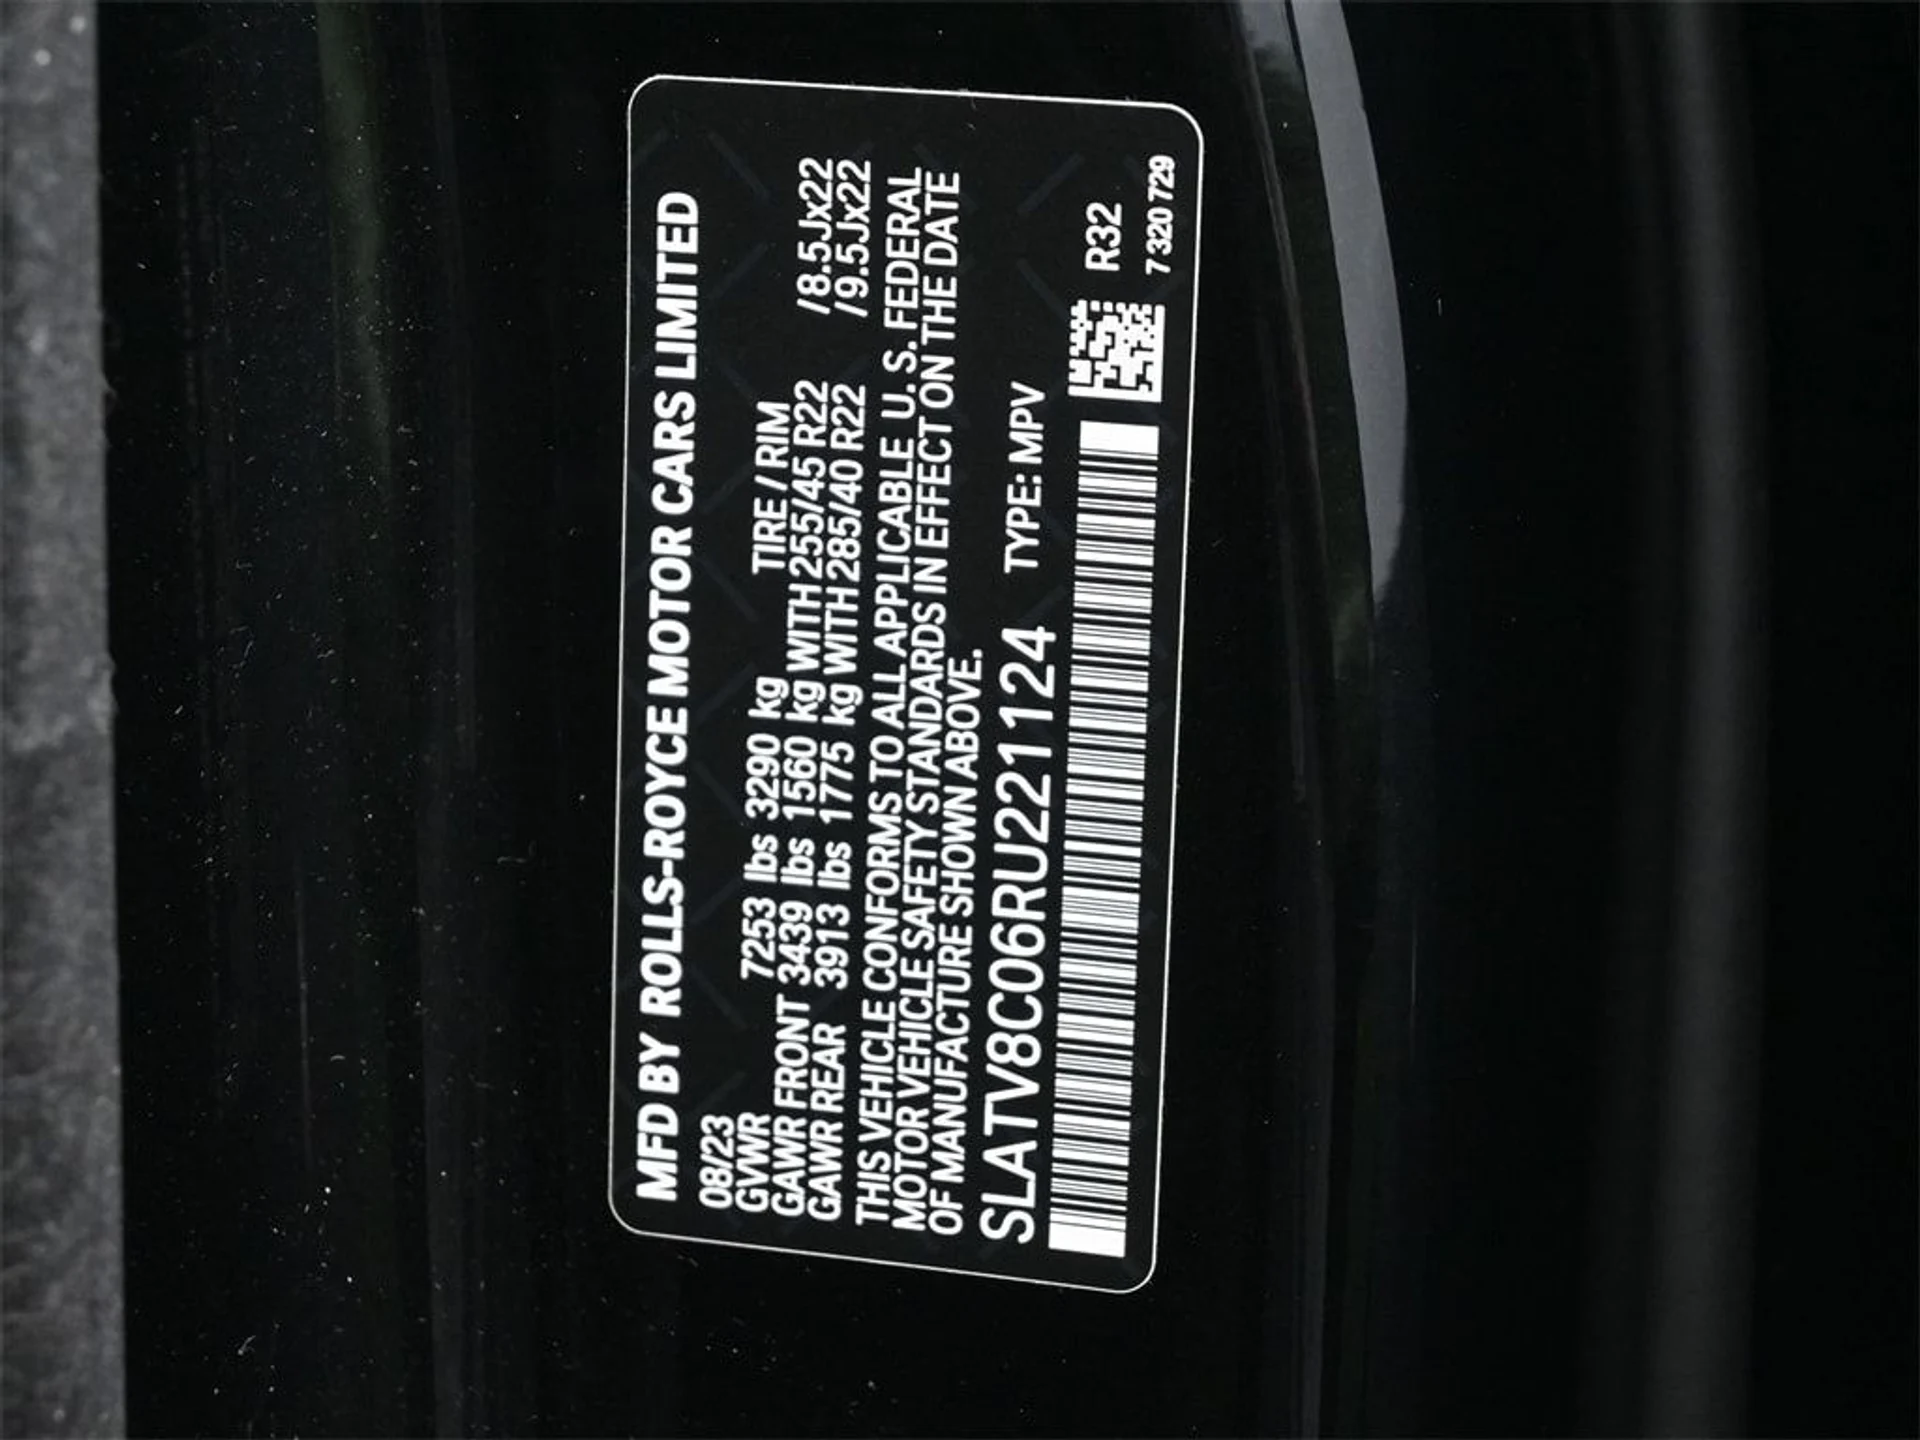 MFD BY ROLLS-ROYCE MOTOR CARS LIMITED
08/23
GVWR 7253 lbs 3290 kg TIRE / RIM
GAWR FRONT 3439 lbs 1560 kg WITH 255/45 R22 /8.5Jx22
GAWR REAR 3913 lbs 1775 kg WITH 285/40 R22 /9.5Jx22
THIS VEHICLE CONFORMS TO ALL APPLICABLE U.S. FEDERAL
MOTOR VEHICLE SAFETY STANDARDS IN EFFECT ON THE DATE
OF MANUFACTURE SHOWN ABOVE.
SLATV8C06RU221124 TYPE: MPV
R32
7 320 729